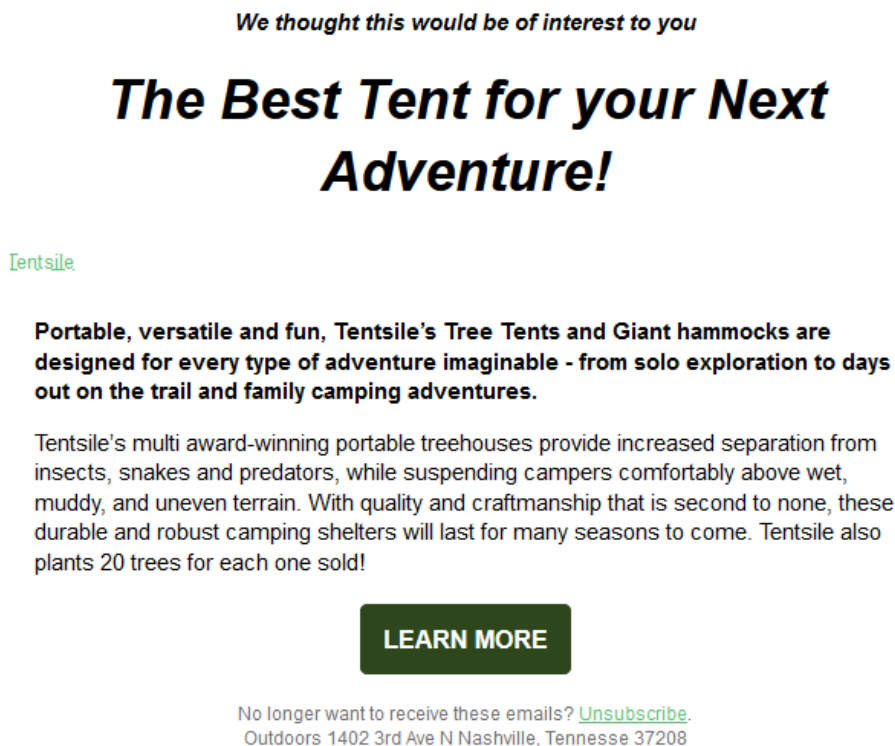 We thought this would be of interest to you
The Best Tent for your Next
Adventure!
Tentsile
Portable, versatile and fun, Tentsile’s Tree Tents and Giant hammocks are
designed for every type of adventure imaginable - from solo exploration to days
out on the trail and family camping adventures.
Tentsile’s multi award-winning portable treehouses provide increased separation from
insects, snakes and predators, while suspending campers comfortably above wet,
muddy, and uneven terrain. With quality and craftmanship that is second to none, these
durable and robust camping shelters will last for many seasons to come. Tentsile also
plants 20 trees for each one sold!
LEARN MORE
No longer want to receive these emails? Unsubscribe.
Outdoors 1402 3rd Ave N Nashville, Tennesse 37208